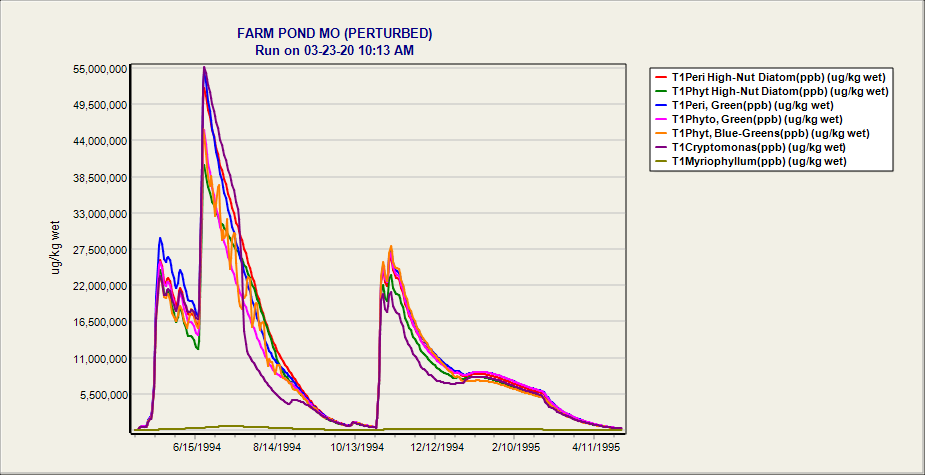 FARM POND MO (PERTURBED)
Run on 03-23-20 10:13 AM
55,000,000
49,500,000
44,000,000
38,500,000
33,000,000
27,500,000
22,000,000
16,500,000
11,000,000
5,500,000
ug/kg wet
6/15/1994
8/14/1994
10/13/1994
12/12/1994
2/10/1995
4/11/1995
T1Peri High-Nut Diatom(ppb) (ug/kg wet)
T1Phyt High-Nut Diatom(ppb) (ug/kg wet)
T1Peri, Green(ppb) (ug/kg wet)
T1Phyto, Green(ppb) (ug/kg wet)
T1Phyt, Blue-Greens(ppb) (ug/kg wet)
T1Cryptomonas(ppb) (ug/kg wet)
T1Myriophyllum(ppb) (ug/kg wet)